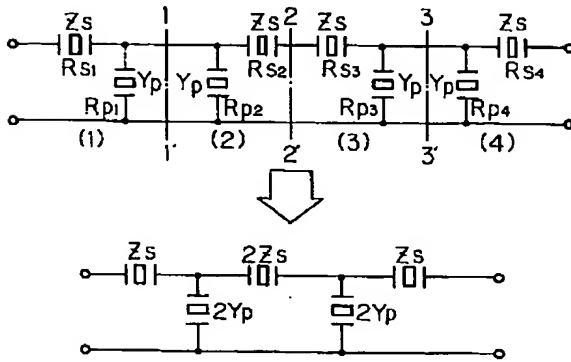 1 2 3
Zs Zs Zs Zs
Rs1 Rs2 Rs3 Rs4
Yp Yp Yp Yp
Rp1 Rp2 Rp3 Rp4
(1) (2) (3) (4)
1' 2' 3'
Zs 2Zs Zs
2Yp 2Yp